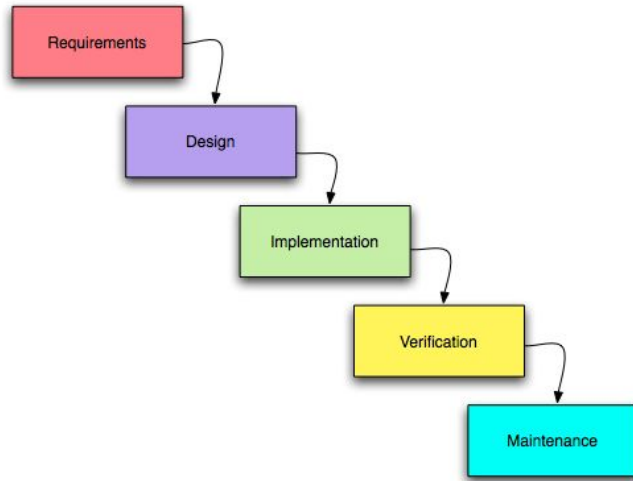 Requirements
Design
Implementation
Verification
Maintenance